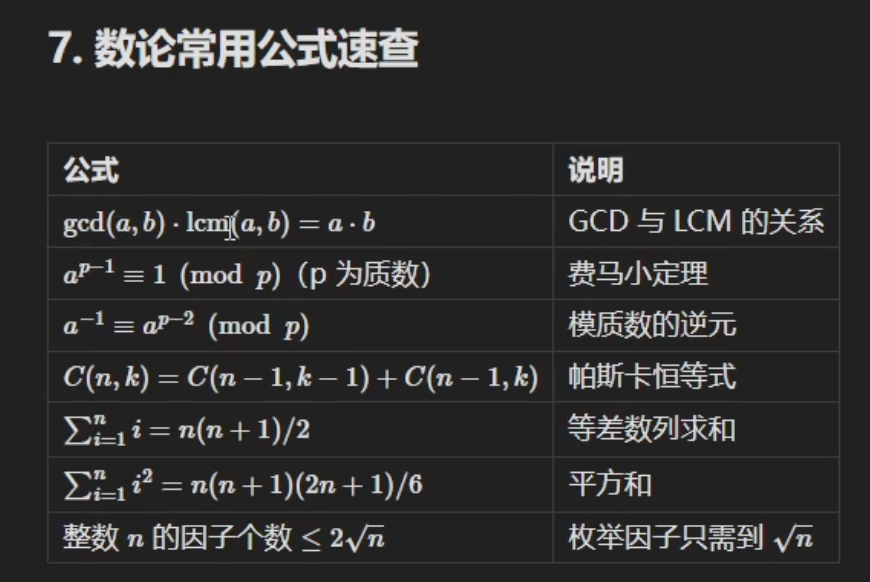 7. 数论常用公式速查
公式 说明
gcd(a, b) · lcm(a, b) = a · b GCD 与 LCM 的关系
a^{p−1} ≡ 1 (mod p)（p 为质数） 费马小定理
a^{−1} ≡ a^{p−2} (mod p) 模质数的逆元
C(n, k) = C(n − 1, k − 1) + C(n − 1, k) 帕斯卡恒等式
∑_{i=1}^{n} i = n(n + 1)/2 等差数列求和
∑_{i=1}^{n} i^2 = n(n + 1)(2n + 1)/6 平方和
整数 n 的因子个数 ≤ 2√n 枚举因子只需到 √n